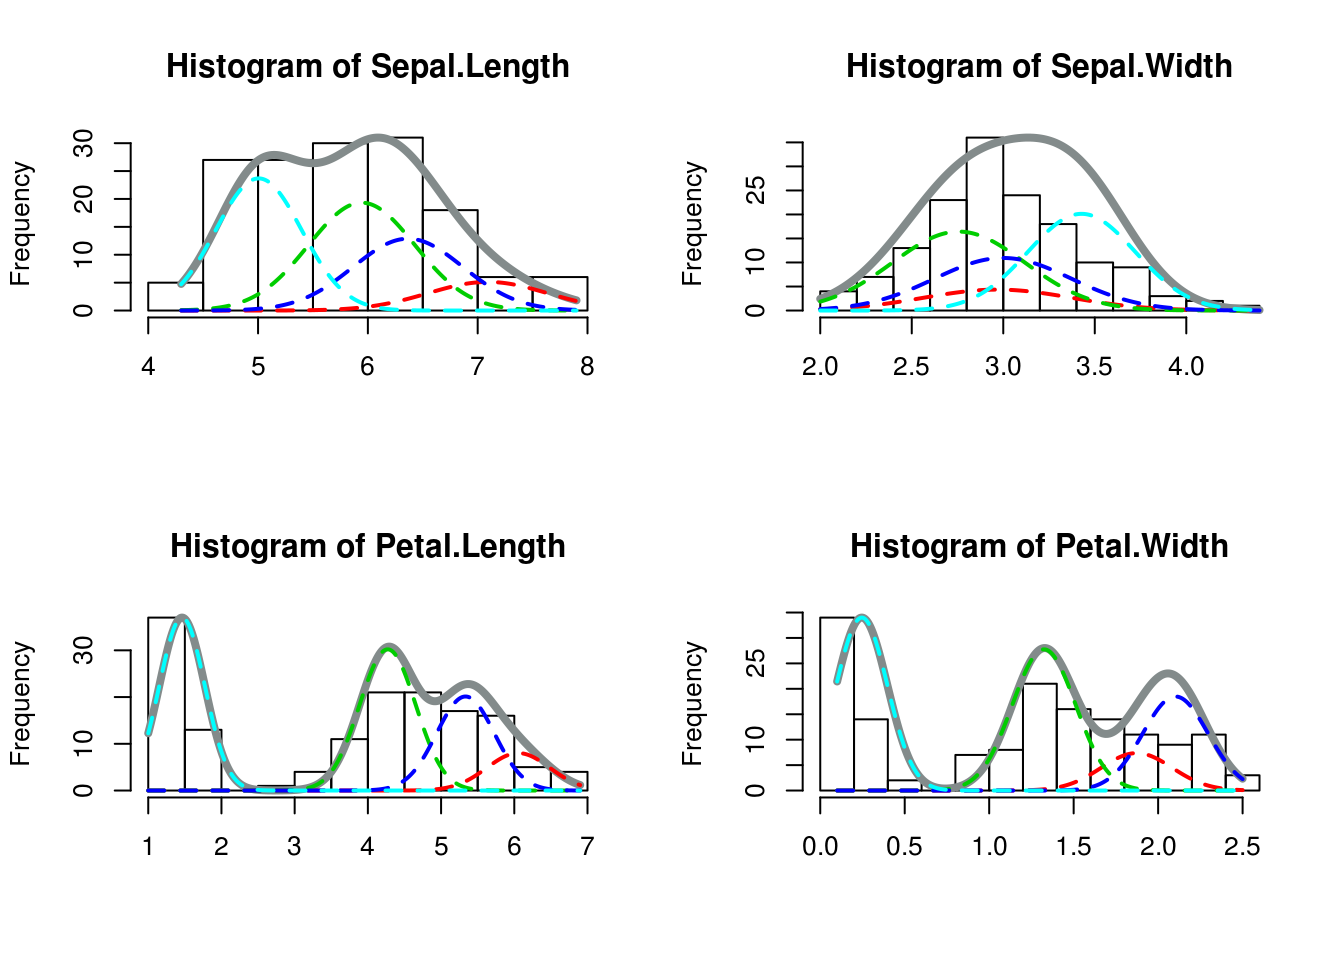 Histogram of Sepal.Length
Frequency
0 10 20 30
4 5 6 7 8
Histogram of Sepal.Width
Frequency
0 10 25
2.0 2.5 3.0 3.5 4.0
Histogram of Petal.Length
Frequency
0 10 30
1 2 3 4 5 6 7
Histogram of Petal.Width
Frequency
0 10 25
0.0 0.5 1.0 1.5 2.0 2.5